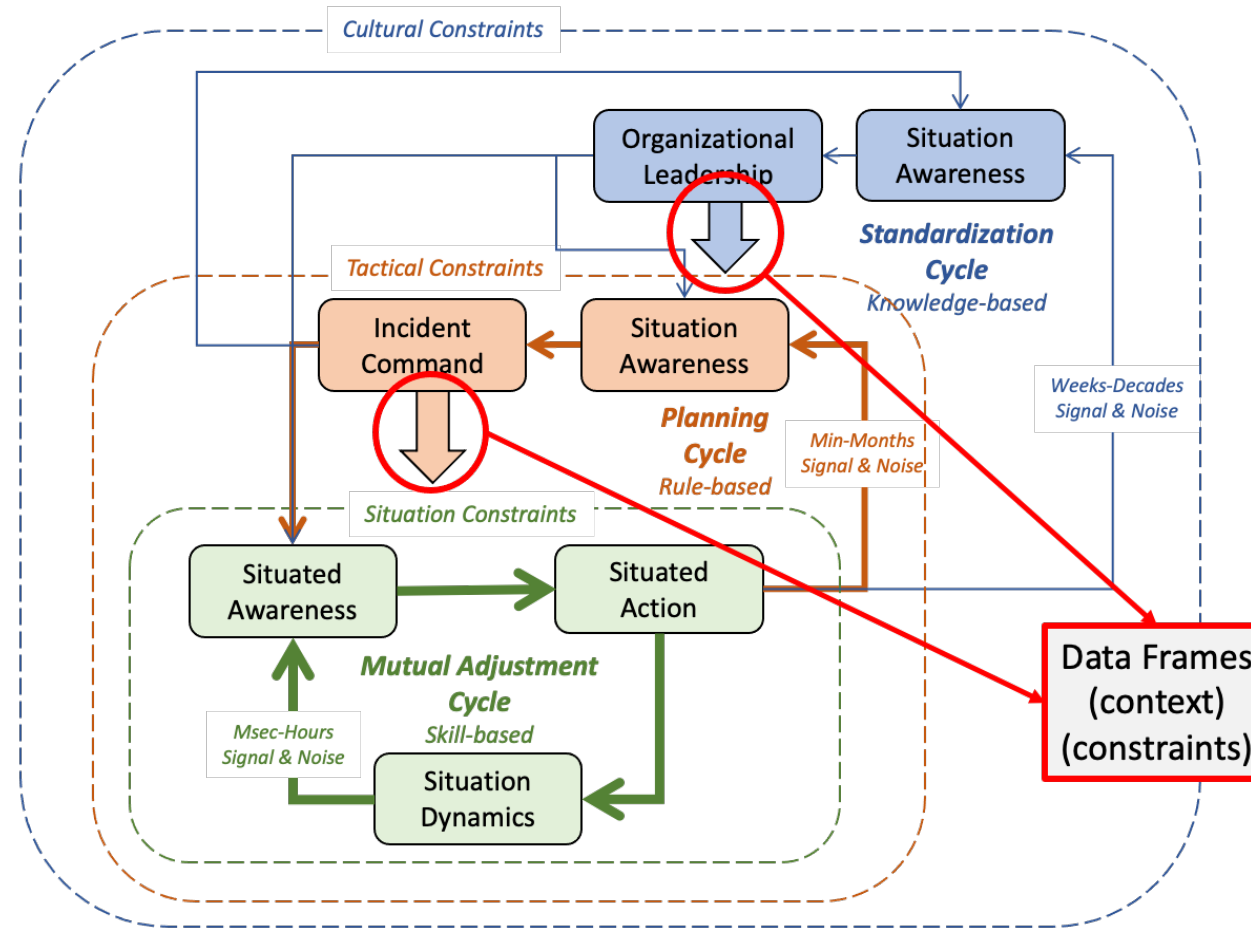 Cultural Constraints
Organizational
Leadership
Situation
Awareness
Standardization
Cycle
Knowledge-based
Tactical Constraints
Incident
Command
Situation
Awareness
Weeks-Decades
Signal & Noise
Planning
Cycle
Rule-based
Min-Months
Signal & Noise
Situation Constraints
Situated
Awareness
Situated
Action
Mutual Adjustment
Cycle
Skill-based
Msec-Hours
Signal & Noise
Situation
Dynamics
Data Frames
(context)
(constraints)